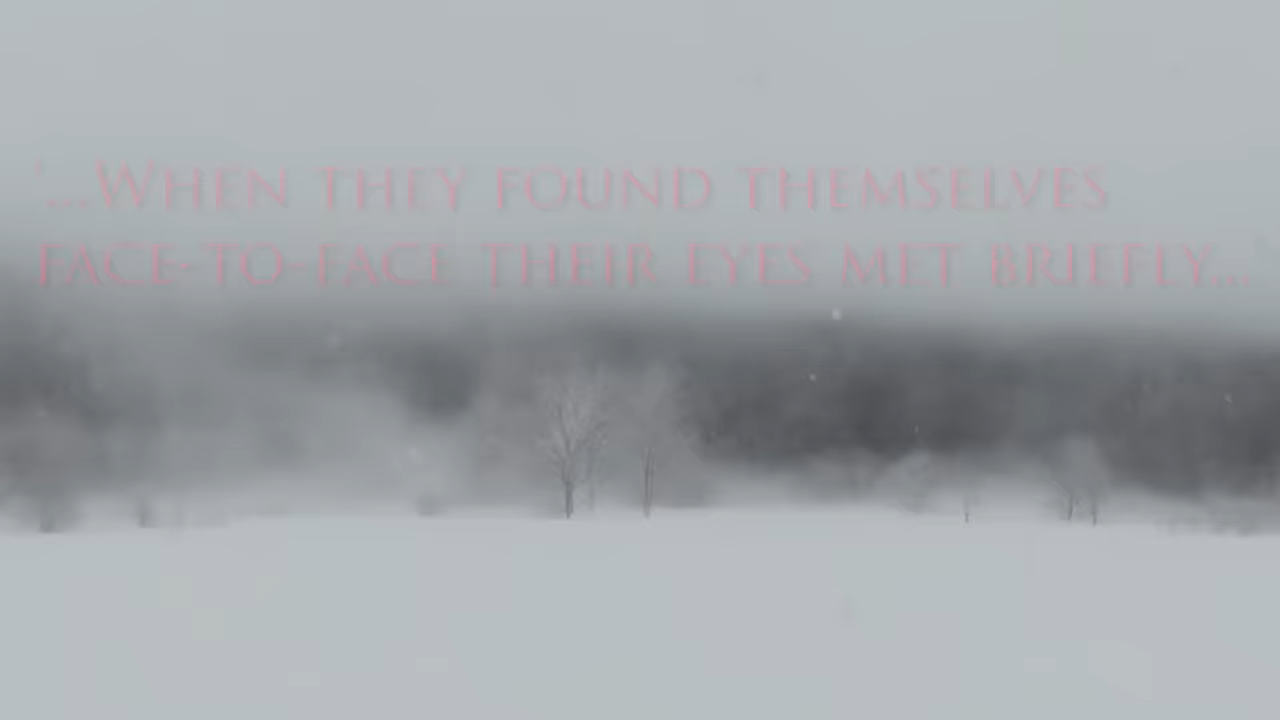 '...When they found themselves
face-to-face their eyes met briefly...